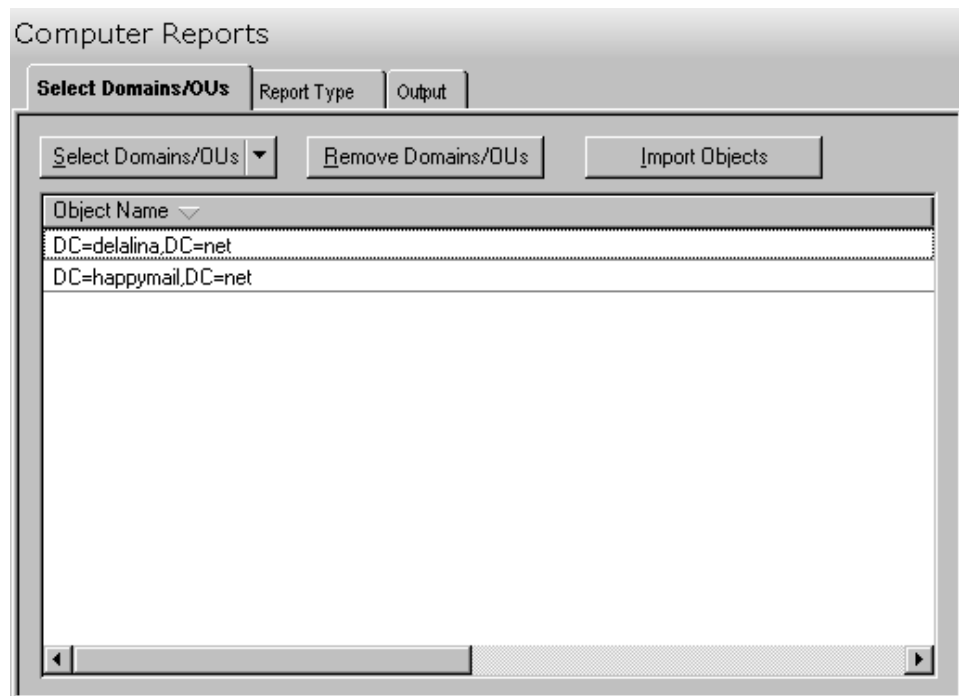 Computer Reports
Select Domains/OUs Report Type Output
Select Domains/OUs Remove Domains/OUs Import Objects
Object Name
DC=delalina,DC=net
DC=happymail,DC=net